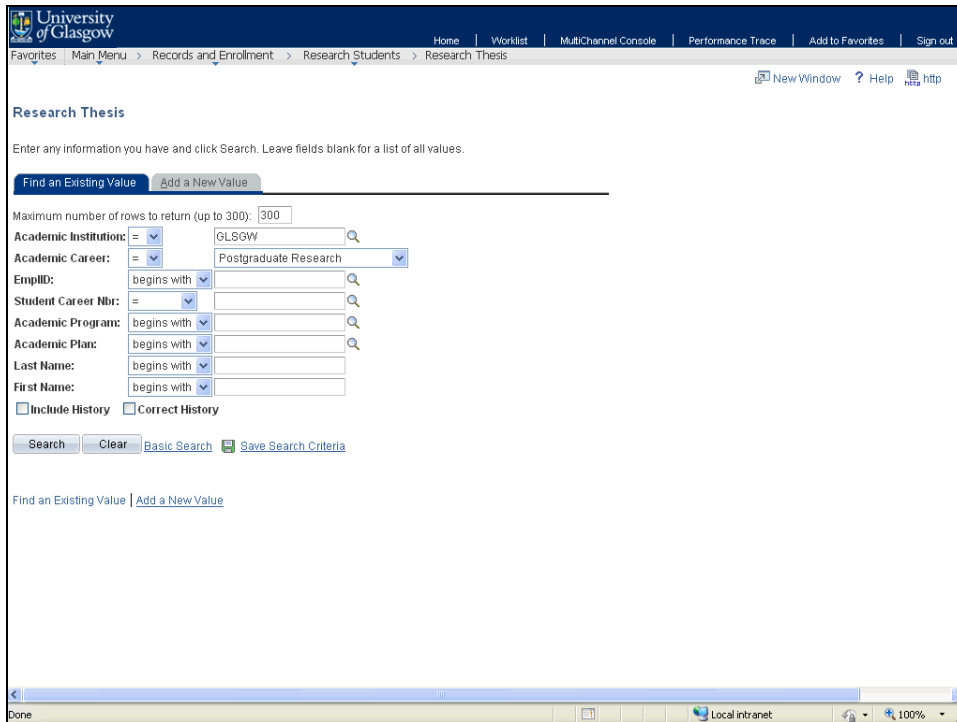 University
of Glasgow
Home | Worklist | MultiChannel Console | Performance Trace | Add to Favorites | Sign out
Favorites Main Menu > Records and Enrollment > Research Students > Research Thesis
New Window ? Help http
Research Thesis
Enter any information you have and click Search. Leave fields blank for a list of all values.
Find an Existing Value Add a New Value
Maximum number of rows to return (up to 300): 300
Academic Institution: = GLSGW
Academic Career: = Postgraduate Research
EmplID: begins with
Student Career Nbr: =
Academic Program: begins with
Academic Plan: begins with
Last Name: begins with
First Name: begins with
Include History Correct History
Search Clear Basic Search Save Search Criteria
Find an Existing Value | Add a New Value
Done Local intranet 100%